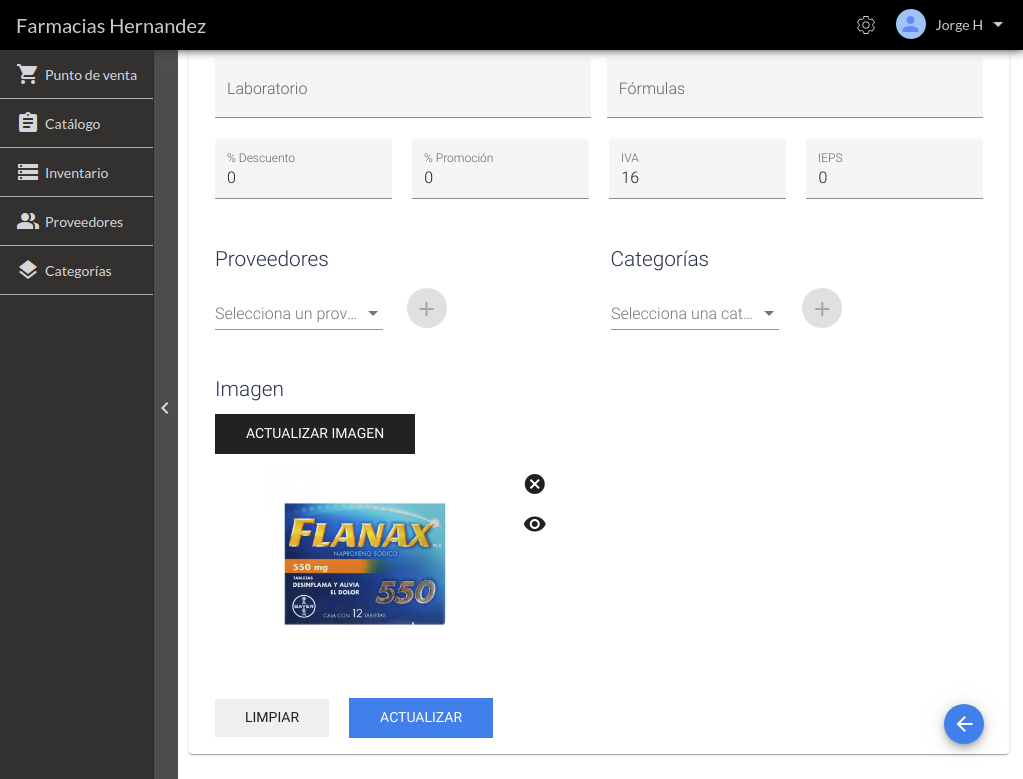 Farmacias Hernandez
Jorge H
Punto de venta
Catálogo
Inventario
Proveedores
Categorías
Laboratorio
Fórmulas
% Descuento
0
% Promoción
0
IVA
16
IEPS
0
Proveedores
Categorías
Selecciona un prov...
Selecciona una cat...
Imagen
ACTUALIZAR IMAGEN
FLANAX
NAPROXENO SÓDICO
550 mg
TABLETAS
DESINFLAMA Y ALIVIA
EL DOLOR
550
BAYER
CAJA CON 12 TABLETAS
LIMPIAR
ACTUALIZAR